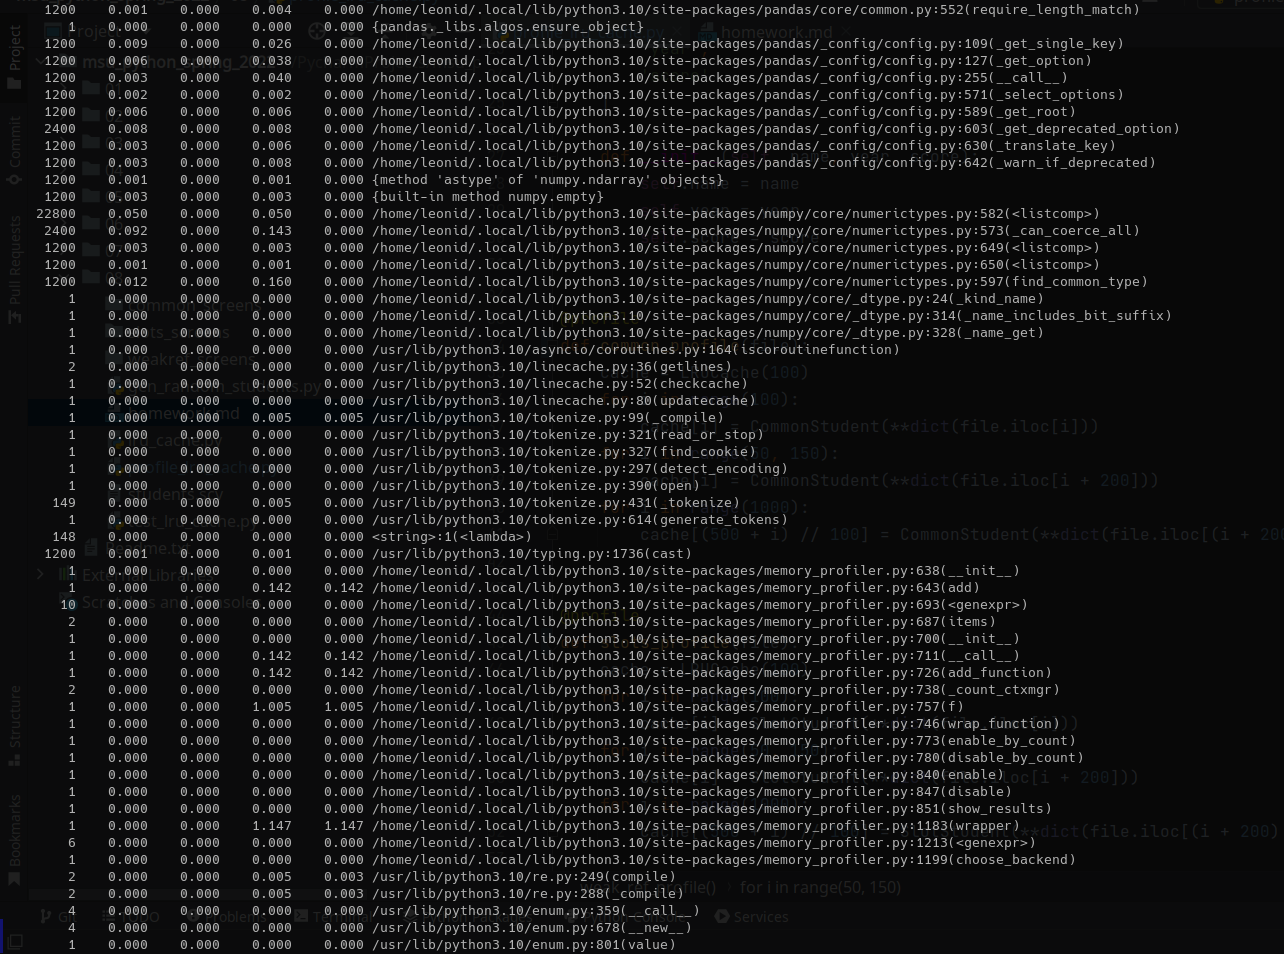 1200 0.001 0.000 0.004 0.000 /home/leonid/.local/lib/python3.10/site-packages/pandas/core/common.py:552(require_length_match)
1 0.000 0.000 0.000 0.000 {pandas._libs.algos.ensure_object}
1200 0.009 0.000 0.026 0.000 /home/leonid/.local/lib/python3.10/site-packages/pandas/_config/config.py:109(_get_single_key)
1200 0.006 0.000 0.038 0.000 /home/leonid/.local/lib/python3.10/site-packages/pandas/_config/config.py:127(_get_option)
1200 0.003 0.000 0.040 0.000 /home/leonid/.local/lib/python3.10/site-packages/pandas/_config/config.py:255(__call__)
1200 0.002 0.000 0.002 0.000 /home/leonid/.local/lib/python3.10/site-packages/pandas/_config/config.py:571(_select_options)
1200 0.006 0.000 0.006 0.000 /home/leonid/.local/lib/python3.10/site-packages/pandas/_config/config.py:589(_get_root)
2400 0.008 0.000 0.008 0.000 /home/leonid/.local/lib/python3.10/site-packages/pandas/_config/config.py:603(_get_deprecated_option)
1200 0.003 0.000 0.006 0.000 /home/leonid/.local/lib/python3.10/site-packages/pandas/_config/config.py:630(_translate_key)
1200 0.003 0.000 0.008 0.000 /home/leonid/.local/lib/python3.10/site-packages/pandas/_config/config.py:642(_warn_if_deprecated)
1200 0.001 0.000 0.001 0.000 {method 'astype' of 'numpy.ndarray' objects}
1200 0.003 0.000 0.003 0.000 {built-in method numpy.empty}
22800 0.050 0.000 0.050 0.000 /home/leonid/.local/lib/python3.10/site-packages/numpy/core/numerictypes.py:582(<listcomp>)
2400 0.092 0.000 0.143 0.000 /home/leonid/.local/lib/python3.10/site-packages/numpy/core/numerictypes.py:573(_can_coerce_all)
1200 0.003 0.000 0.003 0.000 /home/leonid/.local/lib/python3.10/site-packages/numpy/core/numerictypes.py:649(<listcomp>)
1200 0.001 0.000 0.001 0.000 /home/leonid/.local/lib/python3.10/site-packages/numpy/core/numerictypes.py:650(<listcomp>)
1200 0.012 0.000 0.160 0.000 /home/leonid/.local/lib/python3.10/site-packages/numpy/core/numerictypes.py:597(find_common_type)
1 0.000 0.000 0.000 0.000 /home/leonid/.local/lib/python3.10/site-packages/numpy/core/_dtype.py:24(_kind_name)
1 0.000 0.000 0.000 0.000 /home/leonid/.local/lib/python3.10/site-packages/numpy/core/_dtype.py:314(_name_includes_bit_suffix)
1 0.000 0.000 0.000 0.000 /home/leonid/.local/lib/python3.10/site-packages/numpy/core/_dtype.py:328(_name_get)
1 0.000 0.000 0.000 0.000 /usr/lib/python3.10/asyncio/coroutines.py:164(iscoroutinefunction)
2 0.000 0.000 0.000 0.000 /usr/lib/python3.10/linecache.py:36(getlines)
1 0.000 0.000 0.000 0.000 /usr/lib/python3.10/linecache.py:52(checkcache)
1 0.000 0.000 0.000 0.000 /usr/lib/python3.10/linecache.py:80(updatecache)
1 0.000 0.000 0.005 0.005 /usr/lib/python3.10/tokenize.py:99(_compile)
1 0.000 0.000 0.000 0.000 /usr/lib/python3.10/tokenize.py:321(read_or_stop)
1 0.000 0.000 0.000 0.000 /usr/lib/python3.10/tokenize.py:327(find_cookie)
1 0.000 0.000 0.000 0.000 /usr/lib/python3.10/tokenize.py:297(detect_encoding)
1 0.000 0.000 0.000 0.000 /usr/lib/python3.10/tokenize.py:390(open)
149 0.000 0.000 0.005 0.000 /usr/lib/python3.10/tokenize.py:431(_tokenize)
1 0.000 0.000 0.000 0.000 /usr/lib/python3.10/tokenize.py:614(generate_tokens)
148 0.000 0.000 0.000 0.000 <string>:1(<lambda>)
1200 0.001 0.000 0.001 0.000 /usr/lib/python3.10/typing.py:1736(cast)
1 0.000 0.000 0.000 0.000 /home/leonid/.local/lib/python3.10/site-packages/memory_profiler.py:638(__init__)
1 0.000 0.000 0.142 0.142 /home/leonid/.local/lib/python3.10/site-packages/memory_profiler.py:643(add)
10 0.000 0.000 0.000 0.000 /home/leonid/.local/lib/python3.10/site-packages/memory_profiler.py:693(<genexpr>)
2 0.000 0.000 0.000 0.000 /home/leonid/.local/lib/python3.10/site-packages/memory_profiler.py:687(items)
1 0.000 0.000 0.000 0.000 /home/leonid/.local/lib/python3.10/site-packages/memory_profiler.py:700(__init__)
1 0.000 0.000 0.142 0.142 /home/leonid/.local/lib/python3.10/site-packages/memory_profiler.py:711(__call__)
1 0.000 0.000 0.142 0.142 /home/leonid/.local/lib/python3.10/site-packages/memory_profiler.py:726(add_function)
2 0.000 0.000 0.000 0.000 /home/leonid/.local/lib/python3.10/site-packages/memory_profiler.py:738(_count_ctxmgr)
1 0.000 0.000 1.005 1.005 /home/leonid/.local/lib/python3.10/site-packages/memory_profiler.py:757(f)
1 0.000 0.000 0.000 0.000 /home/leonid/.local/lib/python3.10/site-packages/memory_profiler.py:746(wrap_function)
1 0.000 0.000 0.000 0.000 /home/leonid/.local/lib/python3.10/site-packages/memory_profiler.py:773(enable_by_count)
1 0.000 0.000 0.000 0.000 /home/leonid/.local/lib/python3.10/site-packages/memory_profiler.py:780(disable_by_count)
1 0.000 0.000 0.000 0.000 /home/leonid/.local/lib/python3.10/site-packages/memory_profiler.py:840(enable)
1 0.000 0.000 0.000 0.000 /home/leonid/.local/lib/python3.10/site-packages/memory_profiler.py:847(disable)
1 0.000 0.000 0.000 0.000 /home/leonid/.local/lib/python3.10/site-packages/memory_profiler.py:851(show_results)
1 0.000 0.000 1.147 1.147 /home/leonid/.local/lib/python3.10/site-packages/memory_profiler.py:1183(wrapper)
6 0.000 0.000 0.000 0.000 /home/leonid/.local/lib/python3.10/site-packages/memory_profiler.py:1213(<genexpr>)
1 0.000 0.000 0.000 0.000 /home/leonid/.local/lib/python3.10/site-packages/memory_profiler.py:1199(choose_backend)
2 0.000 0.000 0.005 0.003 /usr/lib/python3.10/re.py:249(compile)
2 0.000 0.000 0.005 0.003 /usr/lib/python3.10/re.py:288(_compile)
4 0.000 0.000 0.000 0.000 /usr/lib/python3.10/enum.py:359(__call__)
4 0.000 0.000 0.000 0.000 /usr/lib/python3.10/enum.py:678(__new__)
1 0.000 0.000 0.000 0.000 /usr/lib/python3.10/enum.py:801(value)
Project
Commit
Pull Requests
Structure
Bookmarks
homework.md
Services